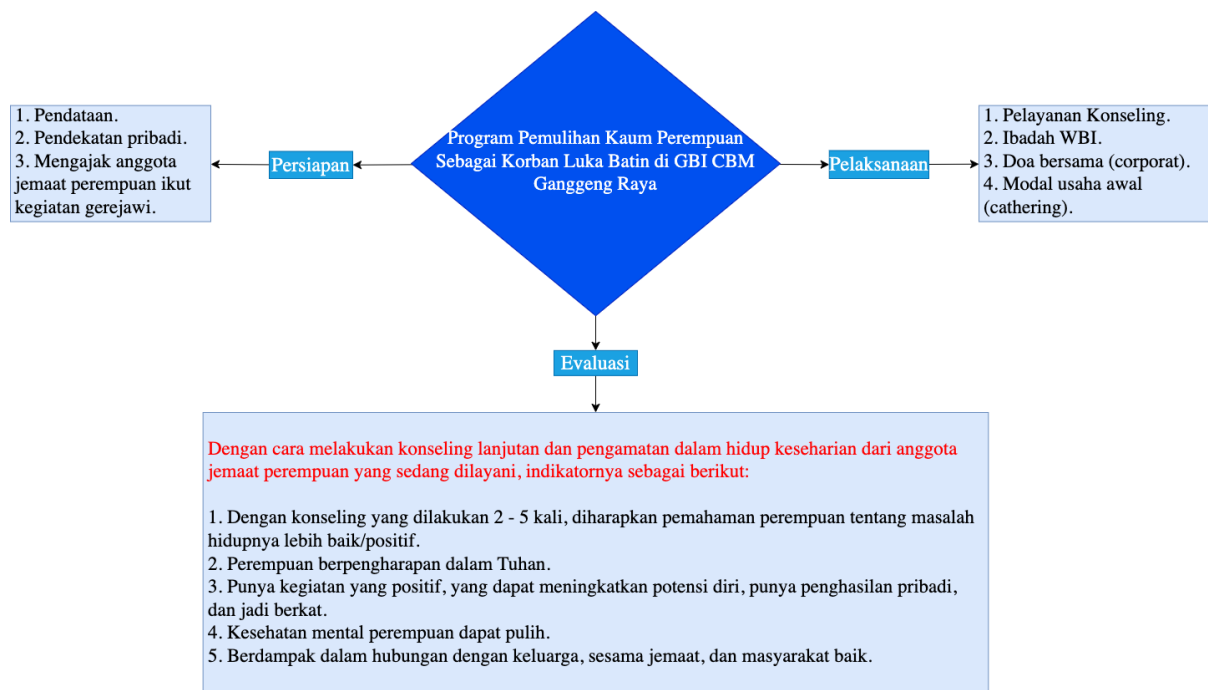 Program Pemulihan Kaum Perempuan
Sebagai Korban Luka Batin di GBI CBM
Ganggeng Raya
Persiapan
1. Pendataan.
2. Pendekatan pribadi.
3. Mengajak anggota
jemaat perempuan ikut
kegiatan gerejawi.
Pelaksanaan
1. Pelayanan Konseling.
2. Ibadah WBI.
3. Doa bersama (corporat).
4. Modal usaha awal
(cathering).
Evaluasi
Dengan cara melakukan konseling lanjutan dan pengamatan dalam hidup keseharian dari anggota
jemaat perempuan yang sedang dilayani, indikatornya sebagai berikut:
1. Dengan konseling yang dilakukan 2 - 5 kali, diharapkan pemahaman perempuan tentang masalah
hidupnya lebih baik/positif.
2. Perempuan berpengharapan dalam Tuhan.
3. Punya kegiatan yang positif, yang dapat meningkatkan potensi diri, punya penghasilan pribadi,
dan jadi berkat.
4. Kesehatan mental perempuan dapat pulih.
5. Berdampak dalam hubungan dengan keluarga, sesama jemaat, dan masyarakat baik.